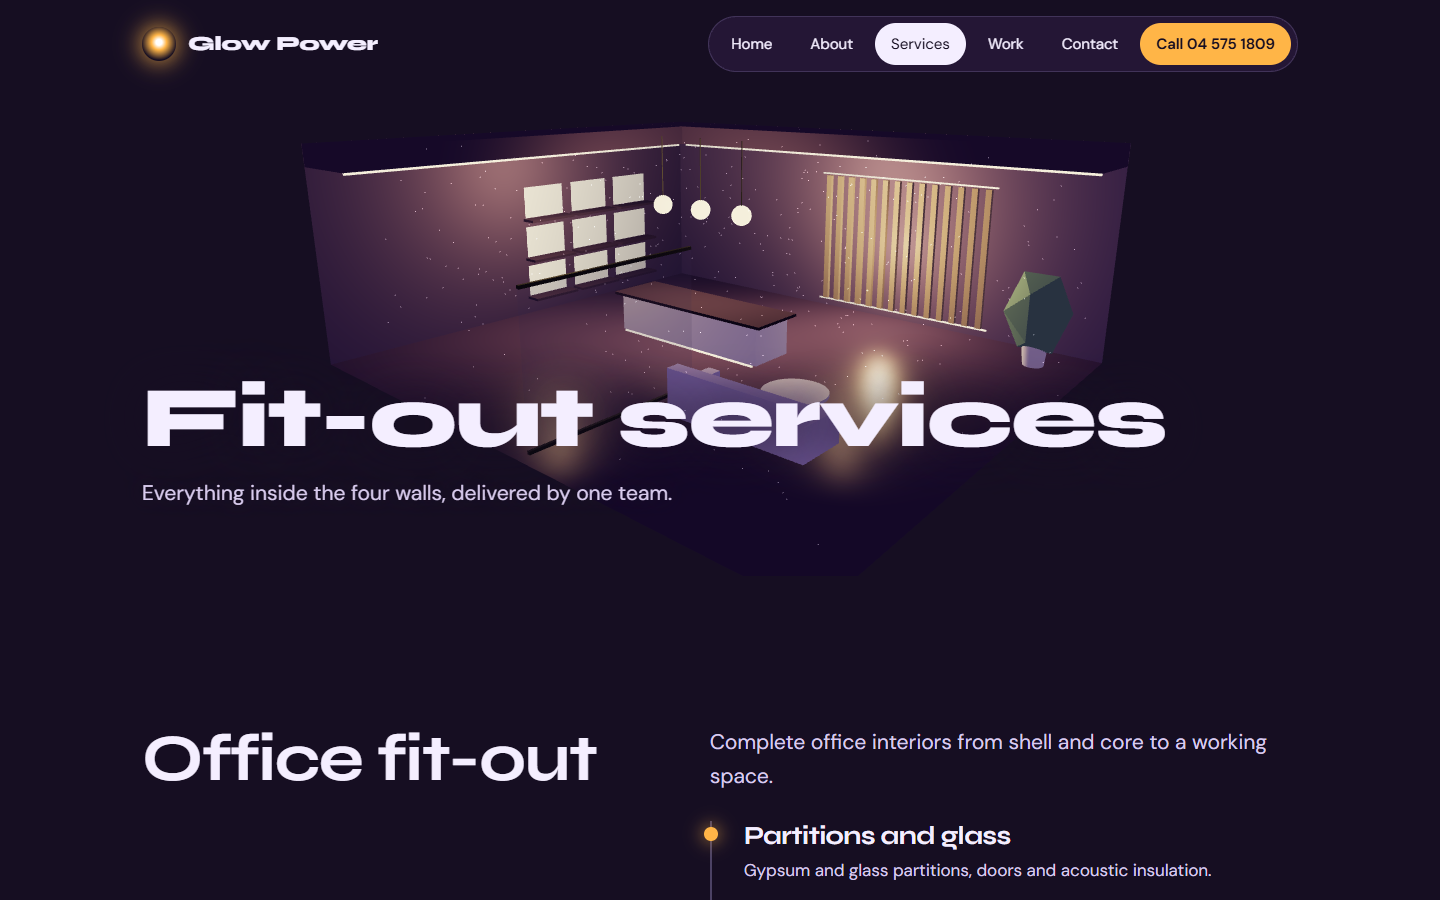 Glow Power
Home
About
Services
Work
Contact
Call 04 575 1809
Fit-out services
Everything inside the four walls, delivered by one team.
Office fit-out
Complete office interiors from shell and core to a working
space.
Partitions and glass
Gypsum and glass partitions, doors and acoustic insulation.